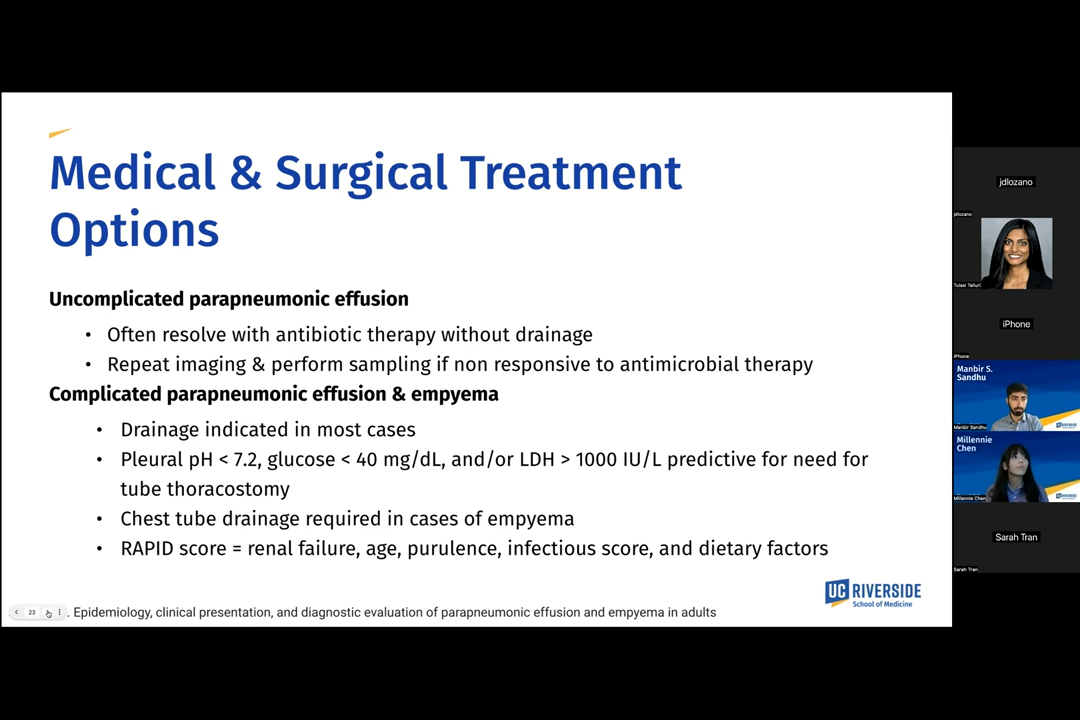 Medical & Surgical Treatment
Options
Uncomplicated parapneumonic effusion
• Often resolve with antibiotic therapy without drainage
• Repeat imaging & perform sampling if non responsive to antimicrobial therapy
Complicated parapneumonic effusion & empyema
• Drainage indicated in most cases
• Pleural pH < 7.2, glucose < 40 mg/dL, and/or LDH > 1000 IU/L predictive for need for
tube thoracostomy
• Chest tube drainage required in cases of empyema
• RAPID score = renal failure, age, purulence, infectious score, and dietary factors
UC RIVERSIDE
School of Medicine
23
. Epidemiology, clinical presentation, and diagnostic evaluation of parapneumonic effusion and empyema in adults
jdlozano
jdlozano
Tulasi Talluri
iPhone
iPhone
Manbir S.
Sandhu
Manbir Sandhu
Millennie
Chen
Millennie Chen
Sarah Tran
Sarah Tran